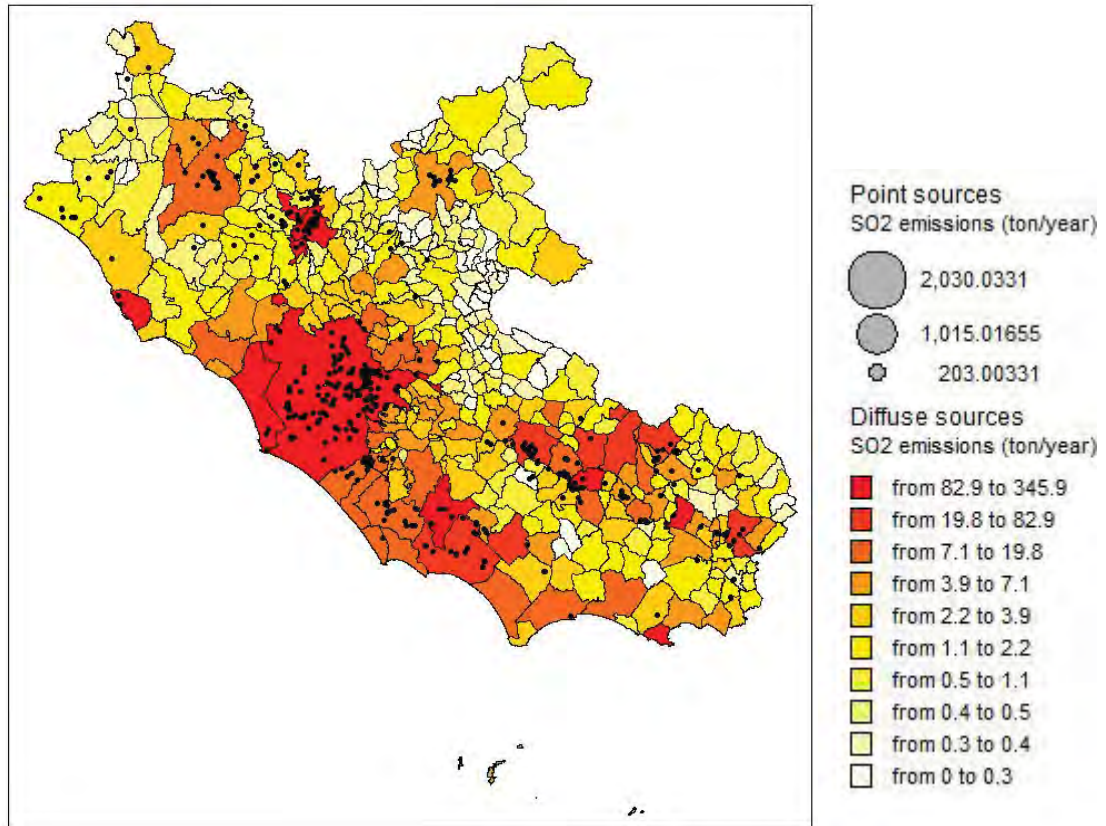 Point sources
SO2 emissions (ton/year)
2,030.0331
1,015.01655
203.00331
Diffuse sources
SO2 emissions (ton/year)
from 82.9 to 345.9
from 19.8 to 82.9
from 7.1 to 19.8
from 3.9 to 7.1
from 2.2 to 3.9
from 1.1 to 2.2
from 0.5 to 1.1
from 0.4 to 0.5
from 0.3 to 0.4
from 0 to 0.3